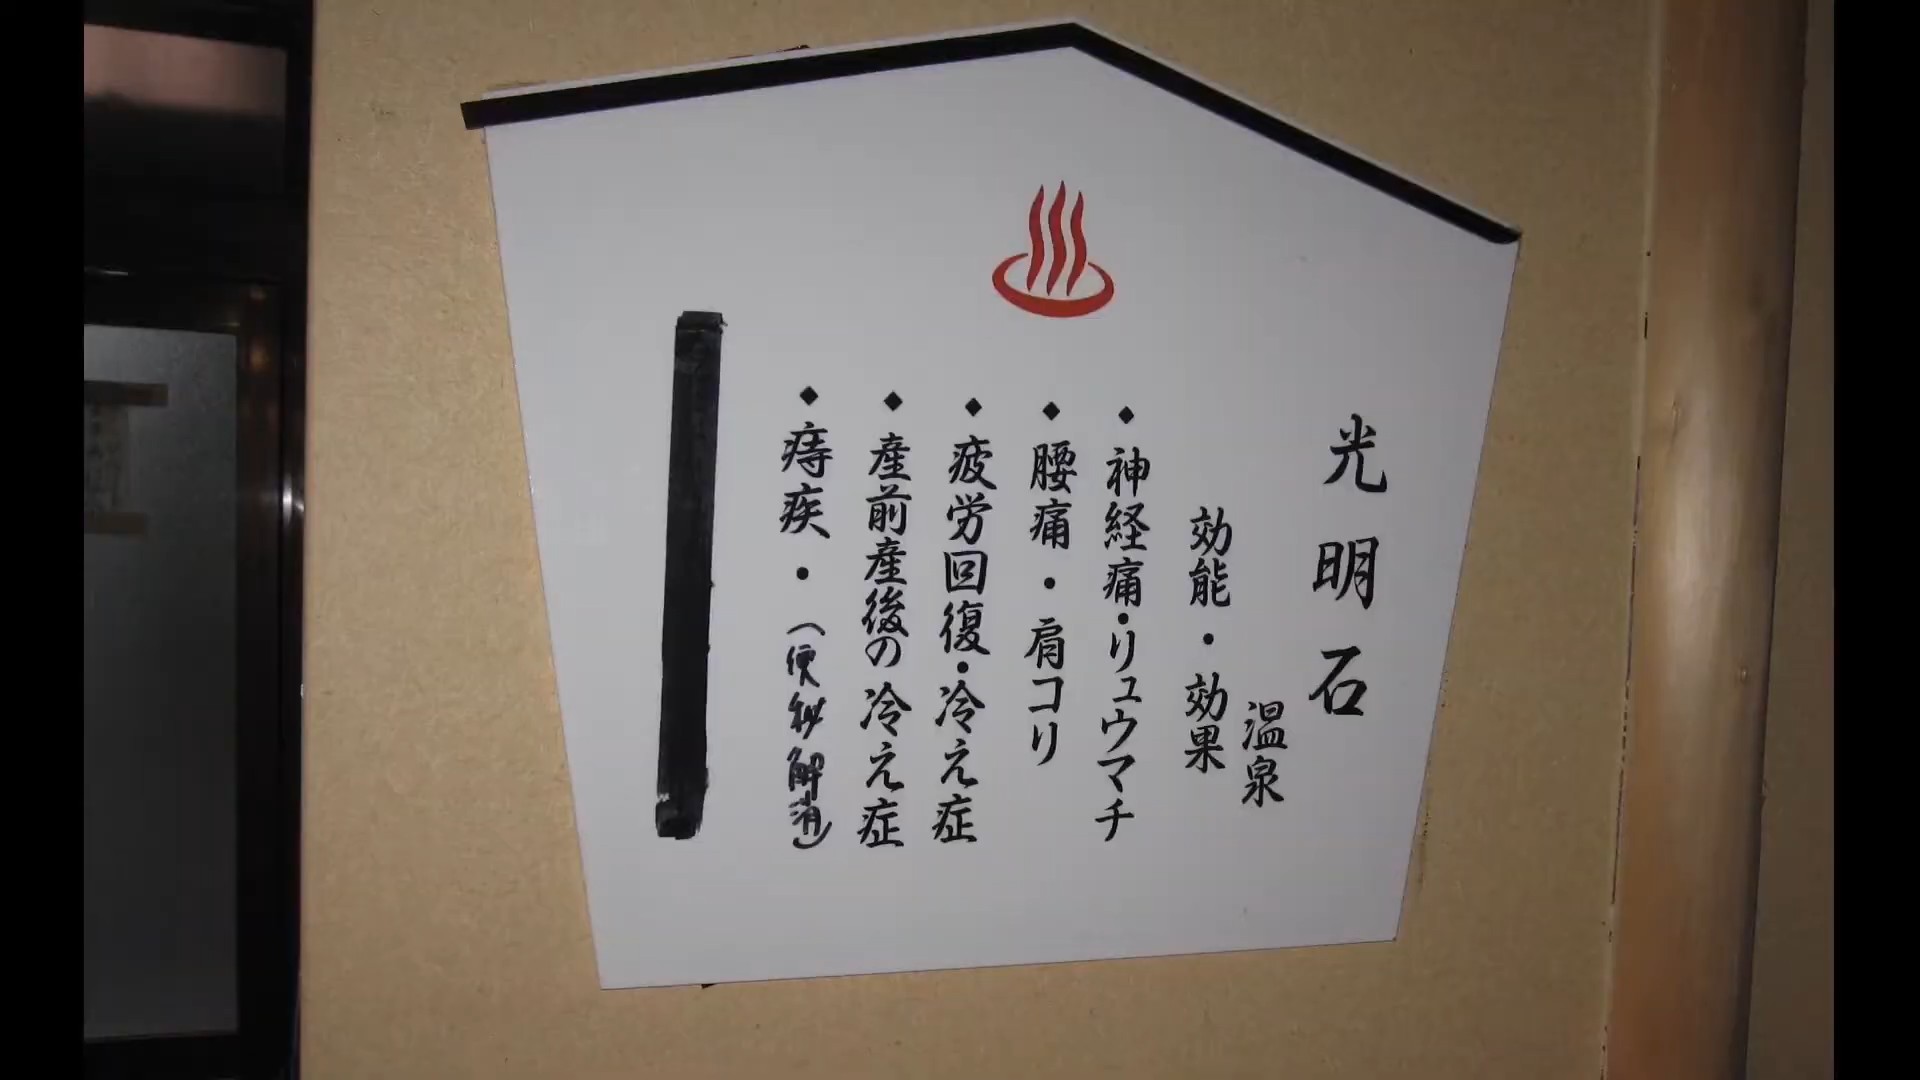 光明石
温泉
効能・効果
◆神経痛・リュウマチ
◆腰痛・肩コリ
◆疲労回復・冷え症
◆産前産後の冷え症
◆痔疾・(便秘解消)